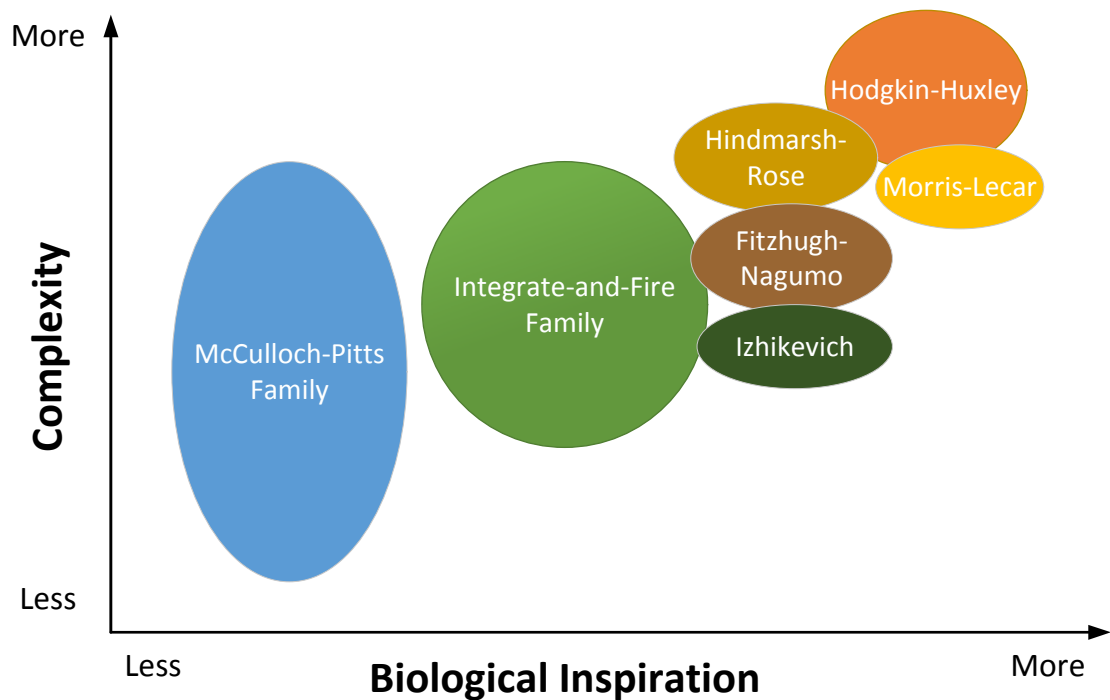 More
Hodgkin-Huxley
Hindmarsh-
Rose
Morris-Lecar
Fitzhugh-
Nagumo
Integrate-and-Fire
Family
Izhikevich
McCulloch-Pitts
Family
Complexity
Less
Less
More
Biological Inspiration